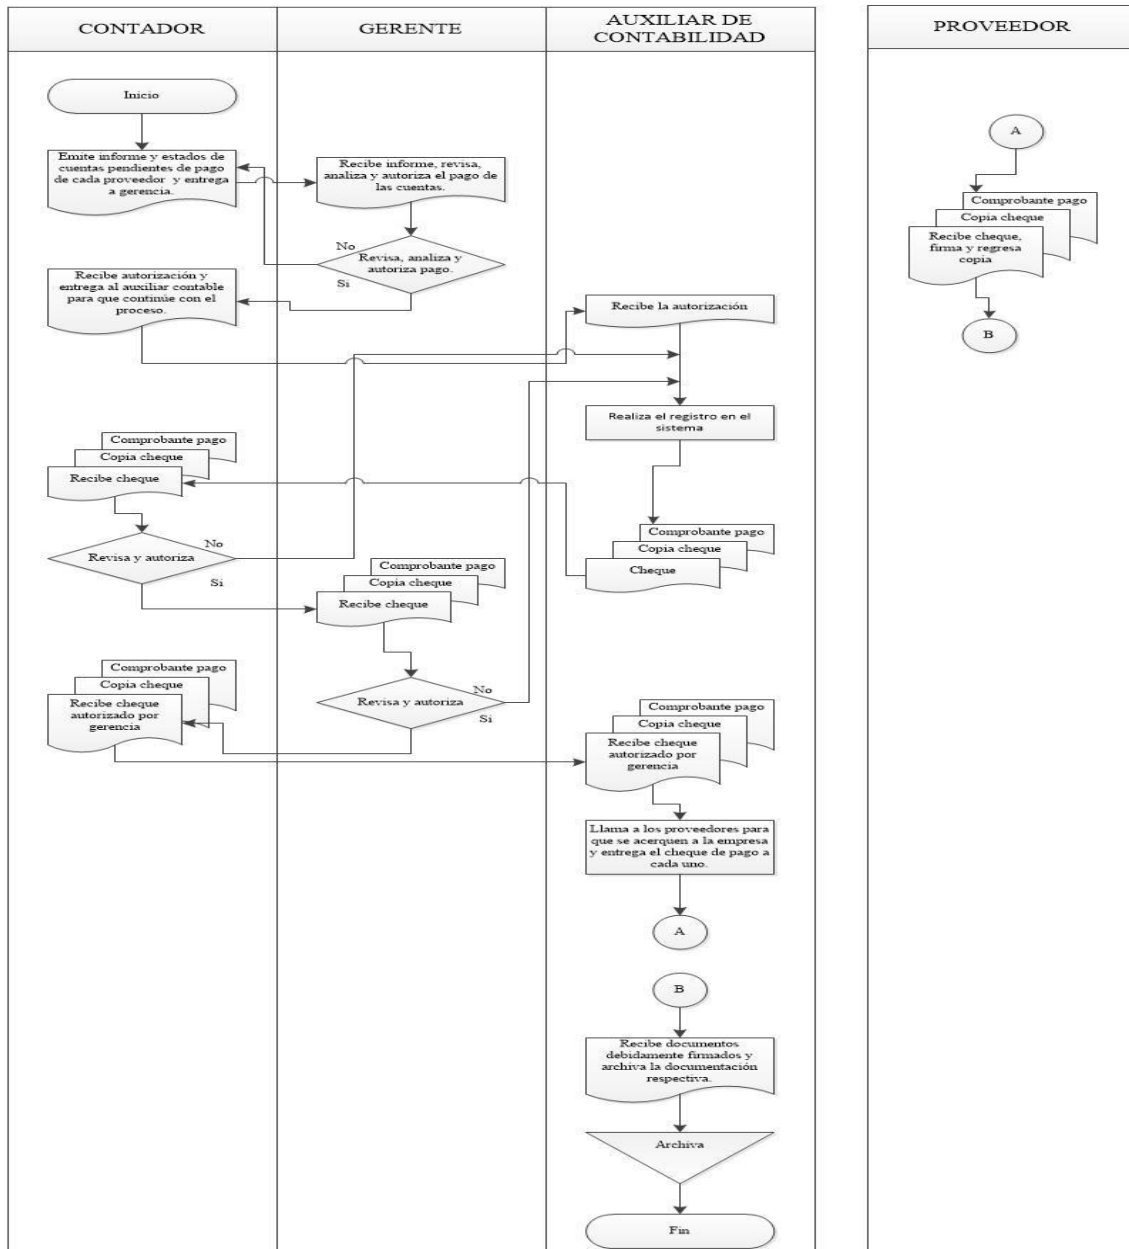 CONTADOR
GERENTE
AUXILIAR DE
CONTABILIDAD
PROVEEDOR
Inicio
Emite informe y estados de
cuentas pendientes de pago
de cada proveedor y entrega
a gerencia.
Recibe informe, revisa,
analiza y autoriza el pago de
las cuentas.
No
Revisa, analiza y
autoriza pago.
Si
Recibe autorización y
entrega al auxiliar contable
para que continúe con el
proceso.
Recibe la autorización
Realiza el registro en el
sistema
Comprobante pago
Copia cheque
Cheque
Comprobante pago
Copia cheque
Recibe cheque
No
Revisa y autoriza
Si
Comprobante pago
Copia cheque
Recibe cheque
No
Revisa y autoriza
Si
Comprobante pago
Copia cheque
Recibe cheque
autorizado por
gerencia
Comprobante pago
Copia cheque
Recibe cheque
autorizado por
gerencia
Llama a los proveedores para
que se acerquen a la empresa
y entrega el cheque de pago a
cada uno.
A
B
Recibe documentos
debidamente firmados y
archiva la documentación
respectiva.
Archiva
Fin
A
Comprobante pago
Copia cheque
Recibe cheque,
firma y regresa
copia
B